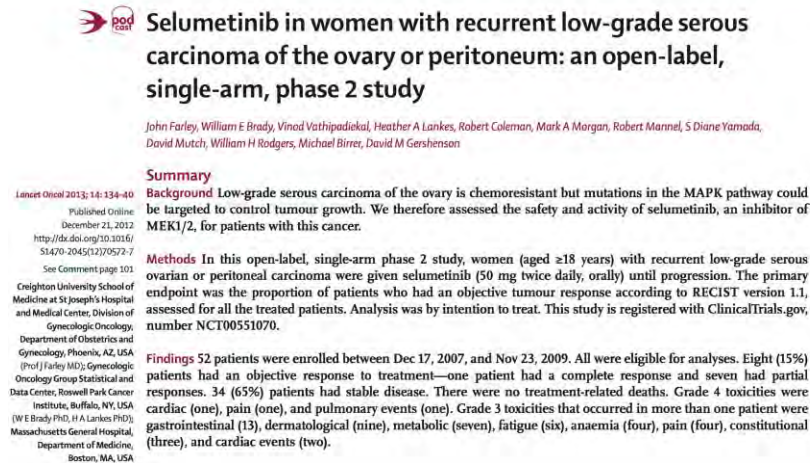 pod
cast
Selumetinib in women with recurrent low-grade serous
carcinoma of the ovary or peritoneum: an open-label,
single-arm, phase 2 study
John Farley, William E Brady, Vinod Vathipadiekal, Heather A Lankes, Robert Coleman, Mark A Morgan, Robert Mannel, S Diane Yamada,
David Mutch, William H Rodgers, Michael Birrer, David M Gershenson
Summary
Background Low-grade serous carcinoma of the ovary is chemoresistant but mutations in the MAPK pathway could
be targeted to control tumour growth. We therefore assessed the safety and activity of selumetinib, an inhibitor of
MEK1/2, for patients with this cancer.
Methods In this open-label, single-arm phase 2 study, women (aged ≥18 years) with recurrent low-grade serous
ovarian or peritoneal carcinoma were given selumetinib (50 mg twice daily, orally) until progression. The primary
endpoint was the proportion of patients who had an objective tumour response according to RECIST version 1.1,
assessed for all the treated patients. Analysis was by intention to treat. This study is registered with ClinicalTrials.gov,
number NCT00551070.
Findings 52 patients were enrolled between Dec 17, 2007, and Nov 23, 2009. All were eligible for analyses. Eight (15%)
patients had an objective response to treatment—one patient had a complete response and seven had partial
responses. 34 (65%) patients had stable disease. There were no treatment-related deaths. Grade 4 toxicities were
cardiac (one), pain (one), and pulmonary events (one). Grade 3 toxicities that occurred in more than one patient were
gastrointestinal (13), dermatological (nine), metabolic (seven), fatigue (six), anaemia (four), pain (four), constitutional
(three), and cardiac events (two).
Lancet Oncol 2013; 14: 134–40
Published Online
December 21, 2012
http://dx.doi.org/10.1016/
S1470-2045(12)70572-7
See Comment page 101
Creighton University School of
Medicine at St Joseph's Hospital
and Medical Center, Division of
Gynecologic Oncology,
Department of Obstetrics and
Gynecology, Phoenix, AZ, USA
(Prof J Farley MD); Gynecologic
Oncology Group Statistical and
Data Center, Roswell Park Cancer
Institute, Buffalo, NY, USA
(W E Brady PhD, H A Lankes PhD);
Massachusetts General Hospital,
Department of Medicine,
Boston, MA, USA